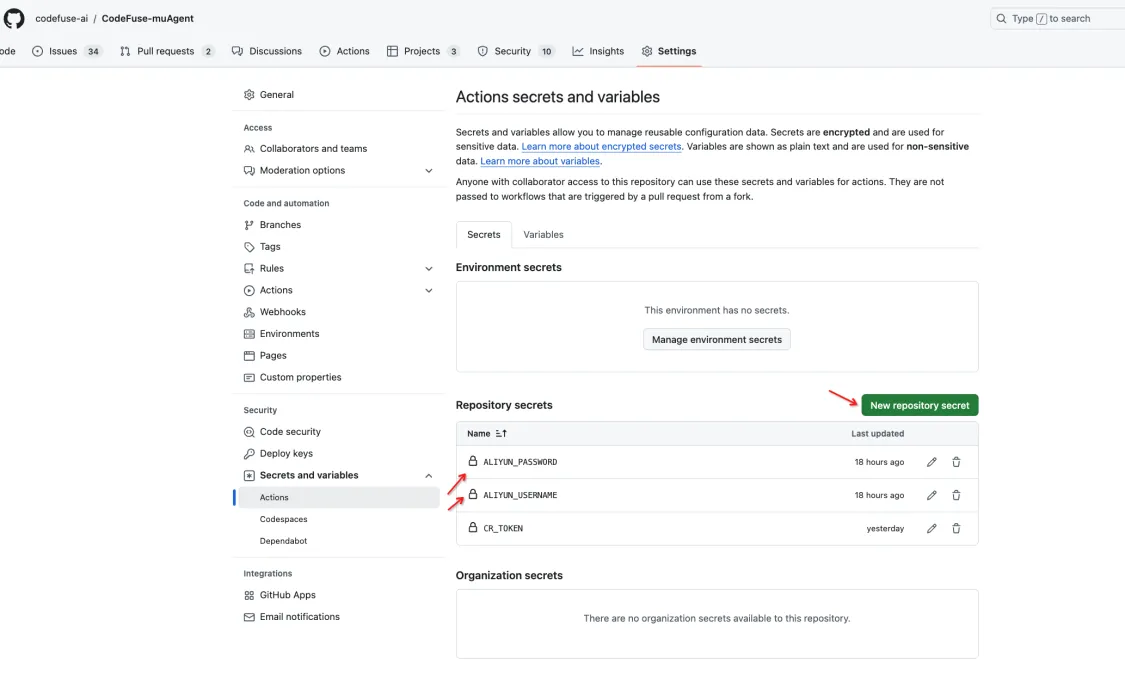 codefuse-ai / CodeFuse-muAgent
Type / to search
ode Issues 34 Pull requests 2 Discussions Actions Projects 3 Security 10 Insights Settings
General
Access
Collaborators and teams
Moderation options
Code and automation
Branches
Tags
Rules
Actions
Webhooks
Environments
Pages
Custom properties
Security
Code security
Deploy keys
Secrets and variables
Actions
Codespaces
Dependabot
Integrations
GitHub Apps
Email notifications
Actions secrets and variables
Secrets and variables allow you to manage reusable configuration data. Secrets are encrypted and are used for
sensitive data. Learn more about encrypted secrets. Variables are shown as plain text and are used for non-sensitive
data. Learn more about variables.
Anyone with collaborator access to this repository can use these secrets and variables for actions. They are not
passed to workflows that are triggered by a pull request from a fork.
Secrets Variables
Environment secrets
This environment has no secrets.
Manage environment secrets
Repository secrets
New repository secret
Name Last updated
ALIYUN_PASSWORD 18 hours ago
ALIYUN_USERNAME 18 hours ago
CR_TOKEN yesterday
Organization secrets
There are no organization secrets available to this repository.